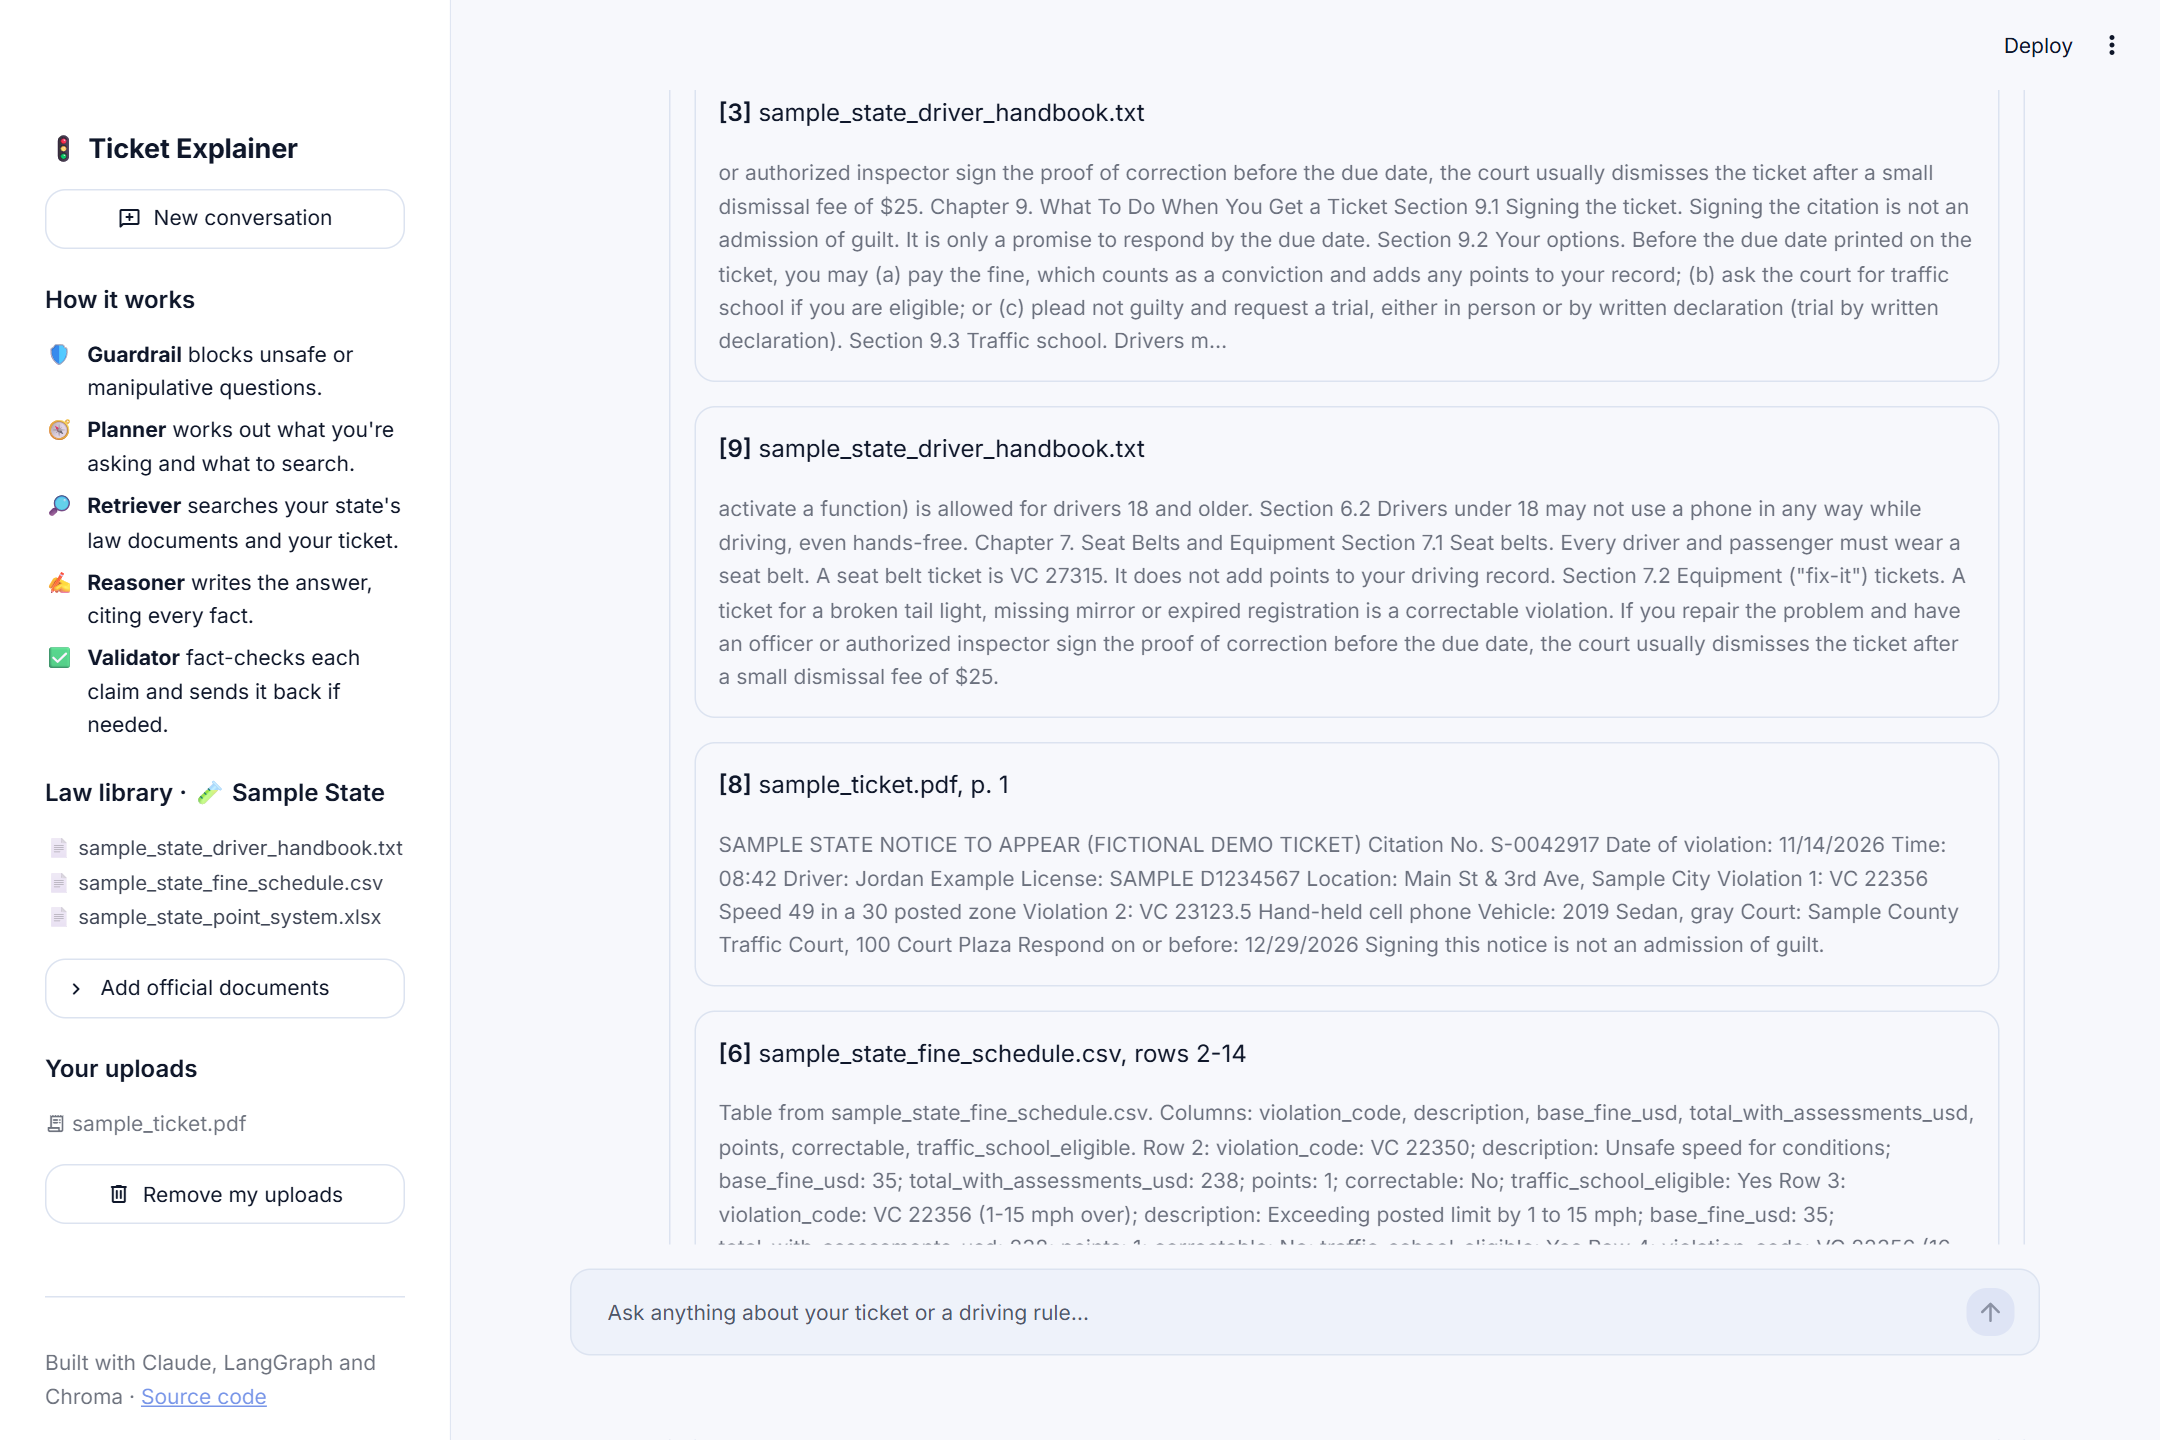 Deploy
Ticket Explainer
New conversation
How it works
Guardrail blocks unsafe or
manipulative questions.
Planner works out what you're
asking and what to search.
Retriever searches your state's
law documents and your ticket.
Reasoner writes the answer,
citing every fact.
Validator fact-checks each
claim and sends it back if
needed.
Law library · Sample State
sample_state_driver_handbook.txt
sample_state_fine_schedule.csv
sample_state_point_system.xlsx
Add official documents
Your uploads
sample_ticket.pdf
Remove my uploads
Built with Claude, LangGraph and
Chroma · Source code
[3] sample_state_driver_handbook.txt
or authorized inspector sign the proof of correction before the due date, the court usually dismisses the ticket after a small
dismissal fee of $25. Chapter 9. What To Do When You Get a Ticket Section 9.1 Signing the ticket. Signing the citation is not an
admission of guilt. It is only a promise to respond by the due date. Section 9.2 Your options. Before the due date printed on the
ticket, you may (a) pay the fine, which counts as a conviction and adds any points to your record; (b) ask the court for traffic
school if you are eligible; or (c) plead not guilty and request a trial, either in person or by written declaration (trial by written
declaration). Section 9.3 Traffic school. Drivers m...
[9] sample_state_driver_handbook.txt
activate a function) is allowed for drivers 18 and older. Section 6.2 Drivers under 18 may not use a phone in any way while
driving, even hands-free. Chapter 7. Seat Belts and Equipment Section 7.1 Seat belts. Every driver and passenger must wear a
seat belt. A seat belt ticket is VC 27315. It does not add points to your driving record. Section 7.2 Equipment ("fix-it") tickets. A
ticket for a broken tail light, missing mirror or expired registration is a correctable violation. If you repair the problem and have
an officer or authorized inspector sign the proof of correction before the due date, the court usually dismisses the ticket after
a small dismissal fee of $25.
[8] sample_ticket.pdf, p. 1
SAMPLE STATE NOTICE TO APPEAR (FICTIONAL DEMO TICKET) Citation No. S-0042917 Date of violation: 11/14/2026 Time:
08:42 Driver: Jordan Example License: SAMPLE D1234567 Location: Main St & 3rd Ave, Sample City Violation 1: VC 22356
Speed 49 in a 30 posted zone Violation 2: VC 23123.5 Hand-held cell phone Vehicle: 2019 Sedan, gray Court: Sample County
Traffic Court, 100 Court Plaza Respond on or before: 12/29/2026 Signing this notice is not an admission of guilt.
[6] sample_state_fine_schedule.csv, rows 2-14
Table from sample_state_fine_schedule.csv. Columns: violation_code, description, base_fine_usd, total_with_assessments_usd,
points, correctable, traffic_school_eligible. Row 2: violation_code: VC 22350; description: Unsafe speed for conditions;
base_fine_usd: 35; total_with_assessments_usd: 238; points: 1; correctable: No; traffic_school_eligible: Yes Row 3:
violation_code: VC 22356 (1-15 mph over); description: Exceeding posted limit by 1 to 15 mph; base_fine_usd: 35;
total_with_assessments_usd: 238; points: 1; correctable: No; traffic_school_eligible: Yes Row 4: violation_code: VC 22356 (16
Ask anything about your ticket or a driving rule...